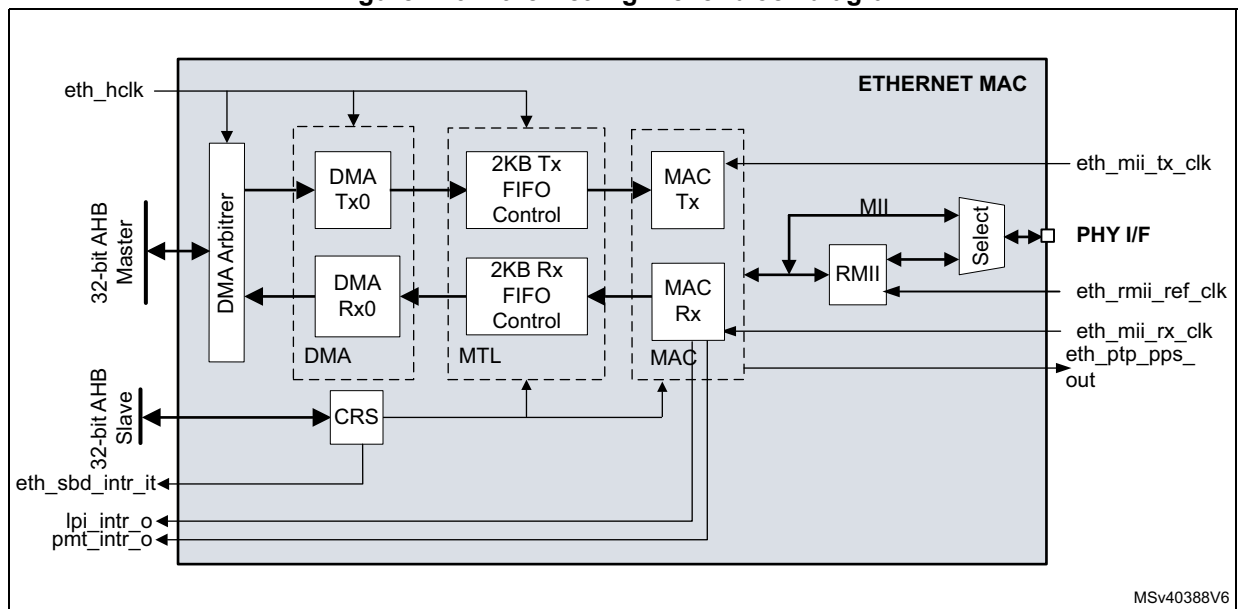 ETHERNET MAC
eth_hclk
DMA
Tx0
2KB Tx
FIFO
Control
MAC
Tx
eth_mii_tx_clk
32-bit AHB
Master
DMA Arbitrer
MII
Select
PHY I/F
DMA
Rx0
2KB Rx
FIFO
Control
MAC
Rx
RMII
eth_rmii_ref_clk
eth_mii_rx_clk
DMA
MTL
MAC
eth_ptp_pps_
out
32-bit AHB
Slave
CRS
eth_sbd_intr_it
lpi_intr_o
pmt_intr_o
MSv40388V6